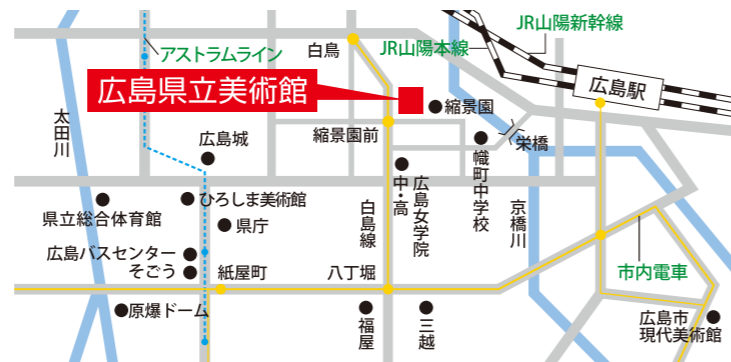 JR山陽新幹線
白鳥
アストラムライン
JR山陽本線
広島県立美術館
広島駅
縮景園
太田川
広島城
縮景園前
栄橋
幟町中学校
広島女学院
中・高
ひろしま美術館
県立総合体育館
県庁
白島線
京橋川
広島バスセンター
そごう
紙屋町
八丁堀
市内電車
原爆ドーム
福屋
三越
広島市
現代美術館